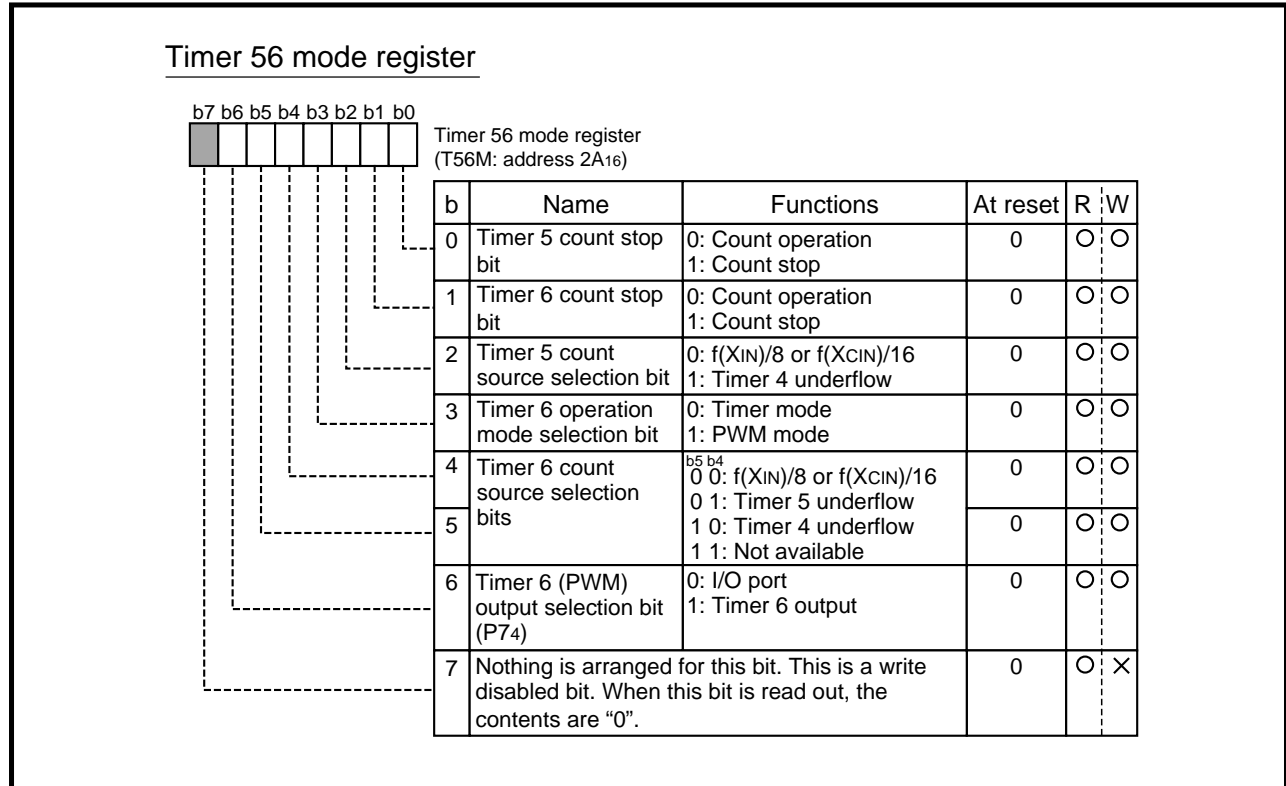 Timer 56 mode register
b7 b6 b5 b4 b3 b2 b1 b0
Timer 56 mode register
(T56M: address 2A16)
b Name Functions At reset R W
0 Timer 5 count stop bit 0: Count operation 0 O O
1: Count stop
1 Timer 6 count stop bit 0: Count operation 0 O O
1: Count stop
2 Timer 5 count source selection bit 0: f(XIN)/8 or f(XCIN)/16 0 O O
1: Timer 4 underflow
3 Timer 6 operation mode selection bit 0: Timer mode 0 O O
1: PWM mode
4 Timer 6 count source selection bits b5 b4 0 O O
0 0: f(XIN)/8 or f(XCIN)/16
0 1: Timer 5 underflow
5 1 0: Timer 4 underflow 0 O O
1 1: Not available
6 Timer 6 (PWM) output selection bit (P74) 0: I/O port 0 O O
1: Timer 6 output
7 Nothing is arranged for this bit. This is a write 0 O ×
disabled bit. When this bit is read out, the
contents are “0”.